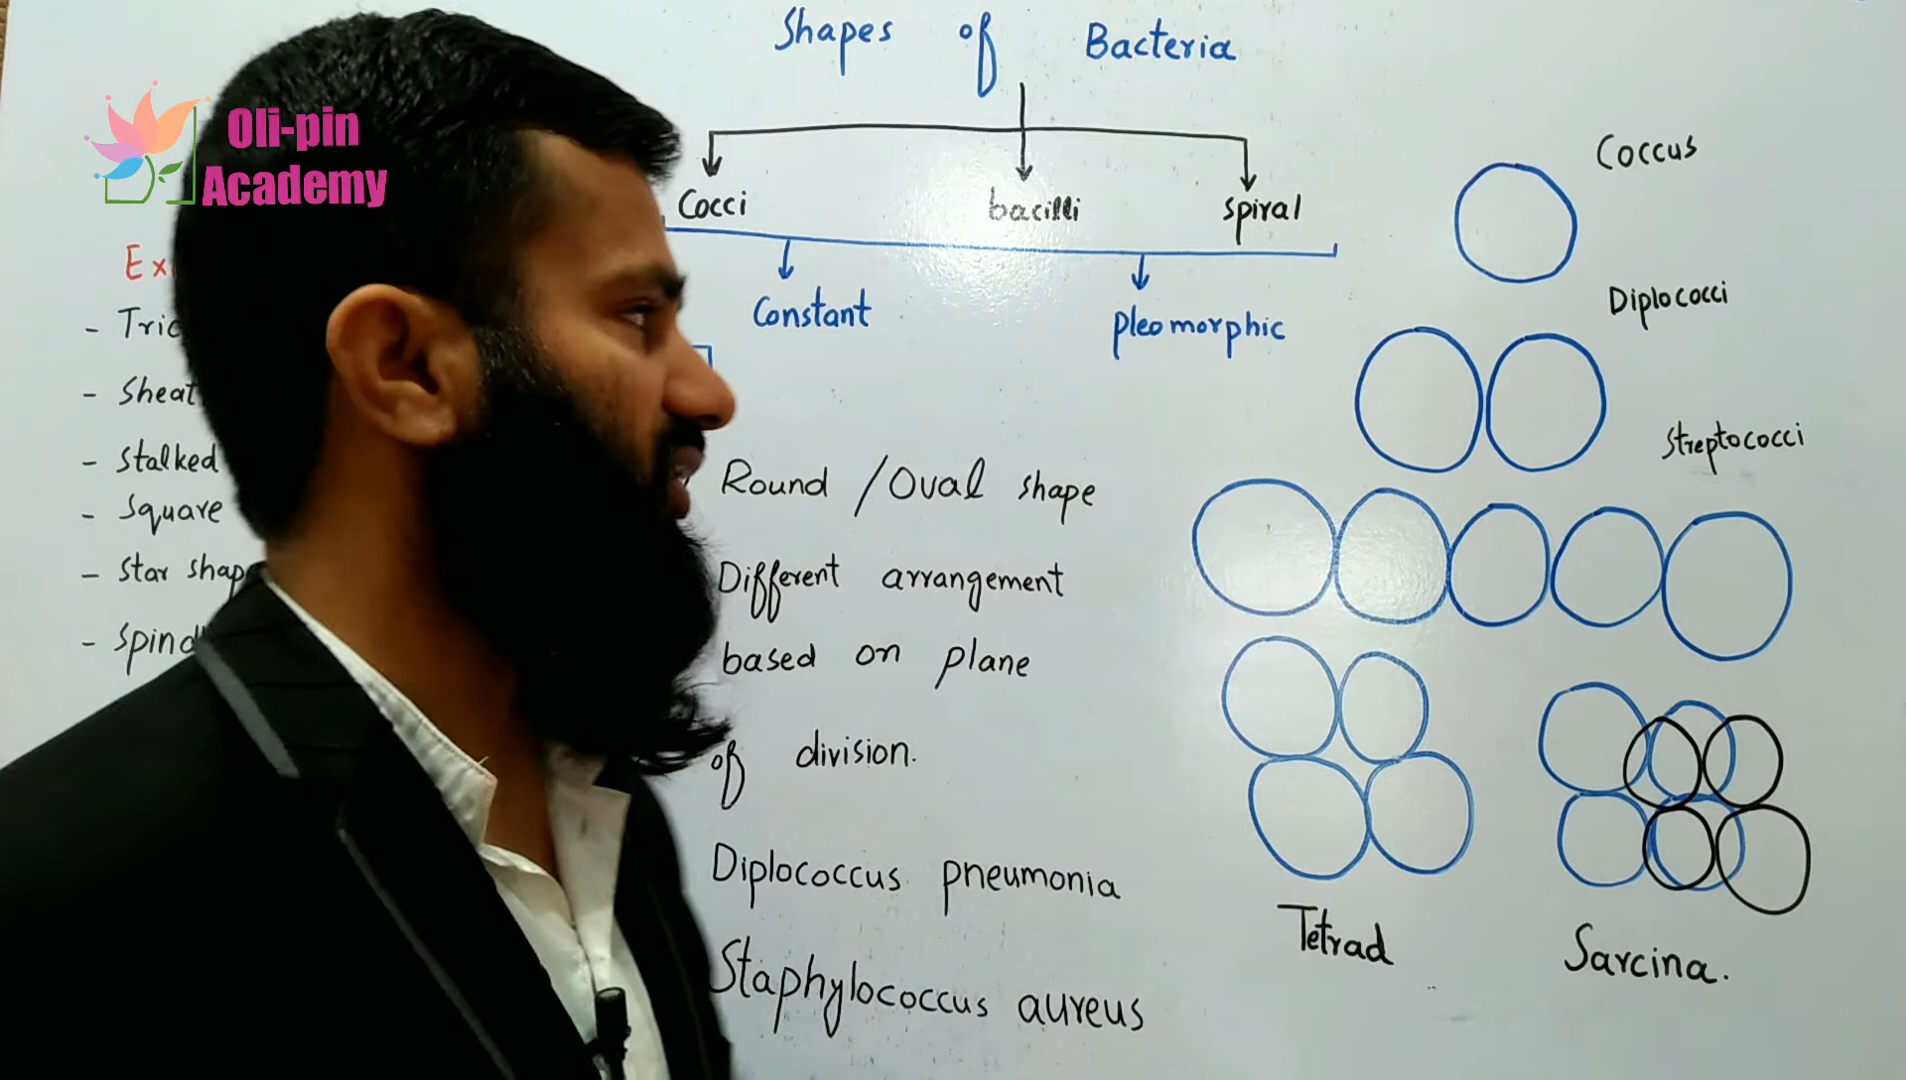 Oli-pin
Academy
Shapes of Bacteria
Cocci bacilli spiral
Constant pleomorphic
- Stalked
- Square
- Star
Round / Oval shape
Different arrangement
based on plane
of division.
Diplococcus pneumonia
Staphylococcus aureus
Coccus
Diplococci
Streptococci
Tetrad
Sarcina.